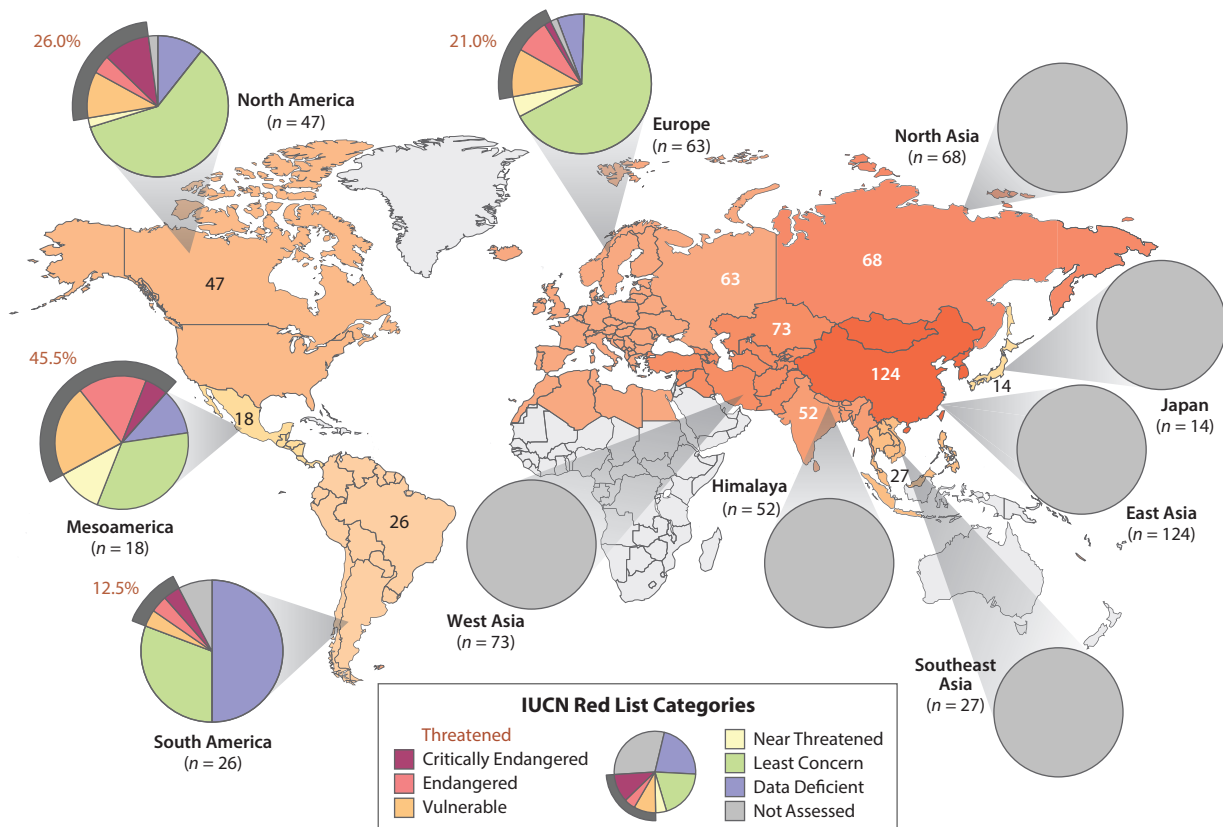 26.0%
North America
(n = 47)
21.0%
Europe
(n = 63)
North Asia
(n = 68)
47
63
68
73
124
14
Japan
(n = 14)
45.5%
18
52
Mesoamerica
(n = 18)
26
27
Himalaya
(n = 52)
East Asia
(n = 124)
12.5%
West Asia
(n = 73)
Southeast
Asia
(n = 27)
South America
(n = 26)
IUCN Red List Categories
Threatened
Critically Endangered
Endangered
Vulnerable
Near Threatened
Least Concern
Data Deficient
Not Assessed